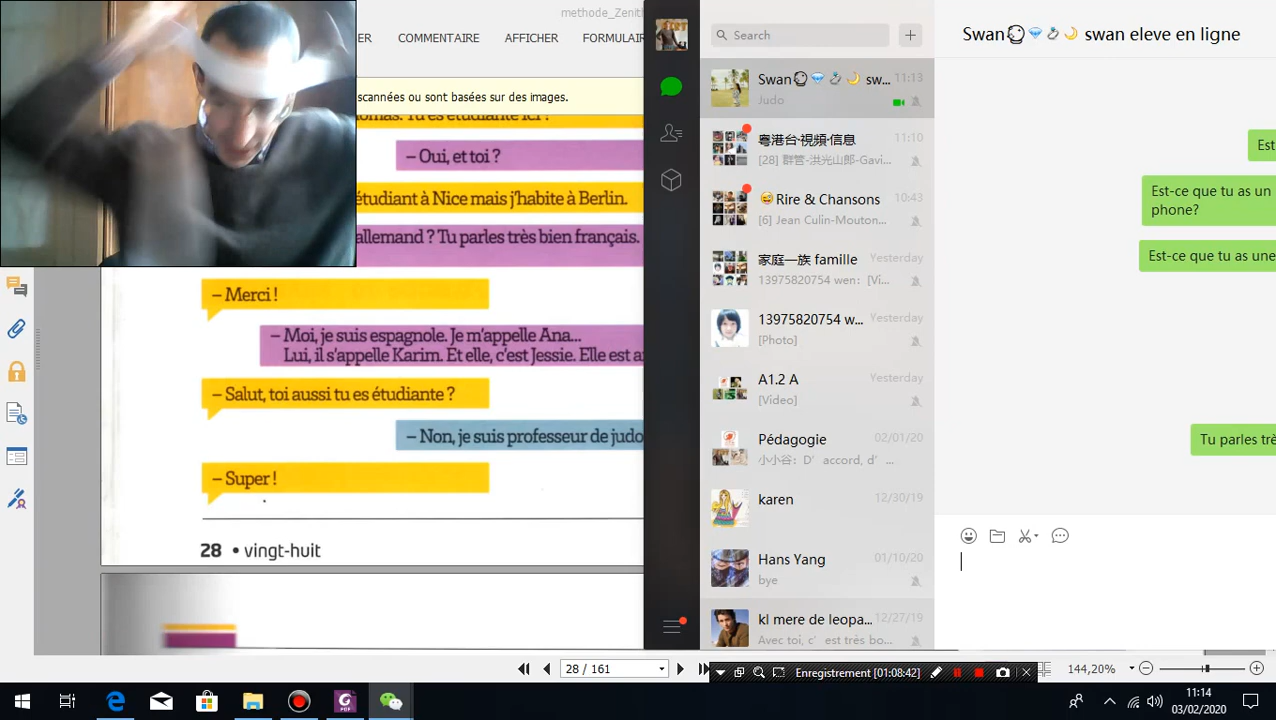 methode_Zenit
ER COMMENTAIRE AFFICHER FORMULAIR
scannées ou sont basées sur des images.
omas. Tu es étudiante ici ?
– Oui, et toi ?
étudiant à Nice mais j'habite à Berlin.
allemand ? Tu parles très bien français.
– Merci !
– Moi, je suis espagnole. Je m'appelle Ana...
Lui, il s'appelle Karim. Et elle, c'est Jessie. Elle est a
– Salut, toi aussi tu es étudiante ?
– Non, je suis professeur de judo
– Super !
28 • vingt-huit
28 / 161
Search
Swan sw... 11:13
Judo
粵港台·視頻·信息 11:10
[28] 群管-洪光山郎-Gavi...
Rire & Chansons 10:43
[6] Jean Culin-Mouton...
家庭一族 famille Yesterday
13975820754 wen: [Vi...
13975820754 w... Yesterday
[Photo]
A1.2 A Yesterday
[Video]
Pédagogie 02/01/20
小小谷: D'accord, d'...
karen 12/30/19
Hans Yang 01/10/20
bye
kl mere de leopa... 12/27/19
Avec toi, c'est très bo...
Swan swan eleve en ligne
Est
Est-ce que tu as un
phone?
Est-ce que tu as une
Tu parles trè
Enregistrement [01:08:42]
144,20%
PDF
11:14
03/02/2020